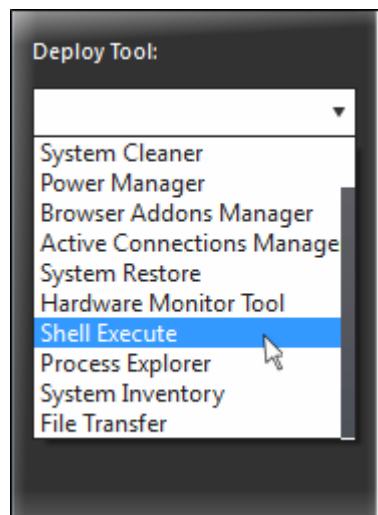 Deploy Tool:
System Cleaner
Power Manager
Browser Addons Manager
Active Connections Manage
System Restore
Hardware Monitor Tool
Shell Execute
Process Explorer
System Inventory
File Transfer